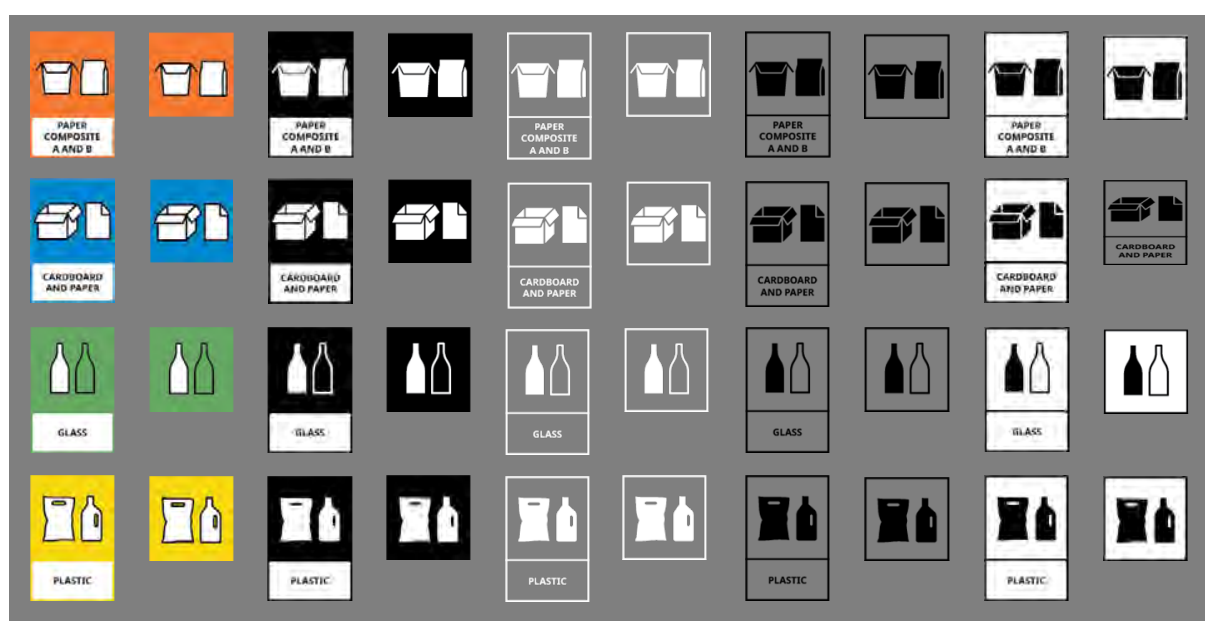 PAPER
COMPOSITE
A AND B
PAPER
COMPOSITE
A AND B
PAPER
COMPOSITE
A AND B
PAPER
COMPOSITE
A AND B
PAPER
COMPOSITE
A AND B
CARDBOARD
AND PAPER
CARDBOARD
AND PAPER
CARDBOARD
AND PAPER
CARDBOARD
AND PAPER
CARDBOARD
AND PAPER
CARDBOARD
AND PAPER
GLASS
GLASS
GLASS
GLASS
GLASS
PLASTIC
PLASTIC
PLASTIC
PLASTIC
PLASTIC